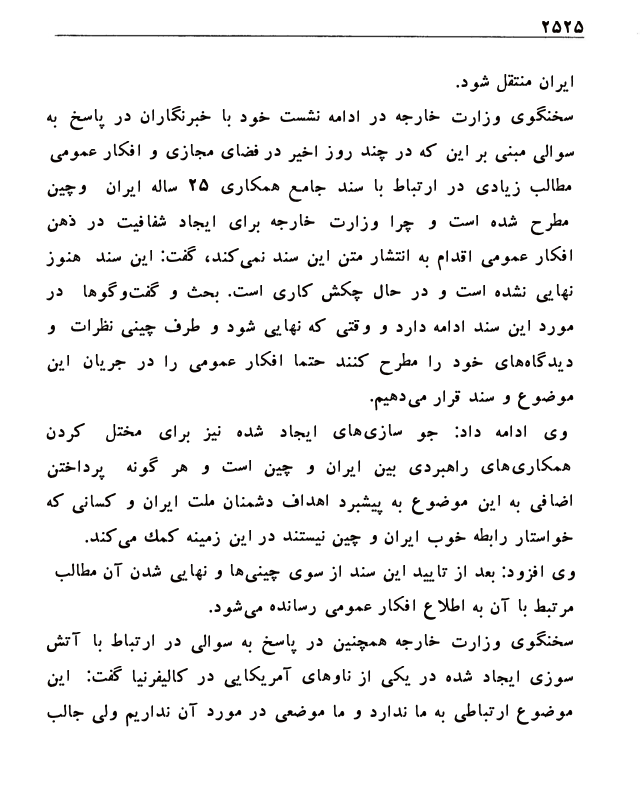 ۲۵۲۵
ایران منتقل شود.
سخنگوی وزارت خارجه در ادامه نشست خود با خبرنگاران در پاسخ به
سوالی مبنی بر این که در چند روز اخیر در فضای مجازی و افکار عمومی
مطالب زیادی در ارتباط با سند جامع همکاری ۲۵ ساله ایران وچین
مطرح شده است و چرا وزارت خارجه برای ایجاد شفافیت در ذهن
افکار عمومی اقدام به انتشار متن این سند نمی‌کند، گفت: این سند هنوز
نهایی نشده است و در حال چکش کاری است. بحث و گفت‌وگوها در
مورد این سند ادامه دارد و وقتی که نهایی شود و طرف چینی نظرات و
دیدگاه‌های خود را مطرح کنند حتما افکار عمومی را در جریان این
موضوع و سند قرار می‌دهیم.
وی ادامه داد: جو سازی‌های ایجاد شده نیز برای مختل کردن
همکاری‌های راهبردی بین ایران و چین است و هر گونه پرداختن
اضافی به این موضوع به پیشبرد اهداف دشمنان ملت ایران و کسانی که
خواستار رابطه خوب ایران و چین نیستند در این زمینه کمك می‌کند.
وی افزود: بعد از تایید این سند از سوی چینی‌ها و نهایی شدن آن مطالب
مرتبط با آن به اطلاع افکار عمومی رسانده می‌شود.
سخنگوی وزارت خارجه همچنین در پاسخ به سوالی در ارتباط با آتش
سوزی ایجاد شده در یکی از ناوهای آمریکایی در کالیفرنیا گفت: این
موضوع ارتباطی به ما ندارد و ما موضعی در مورد آن نداریم ولی جالب